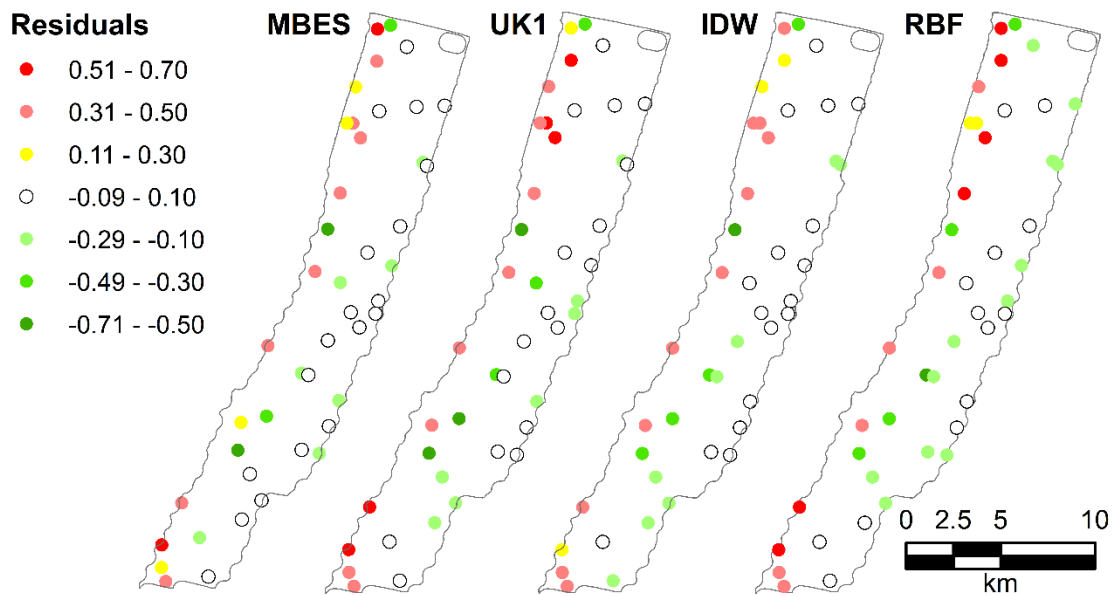 Residuals MBES UK1 IDW RBF
0.51 - 0.70
0.31 - 0.50
0.11 - 0.30
-0.09 - 0.10
-0.29 - -0.10
-0.49 - -0.30
-0.71 - -0.50
0 2.5 5 10
km